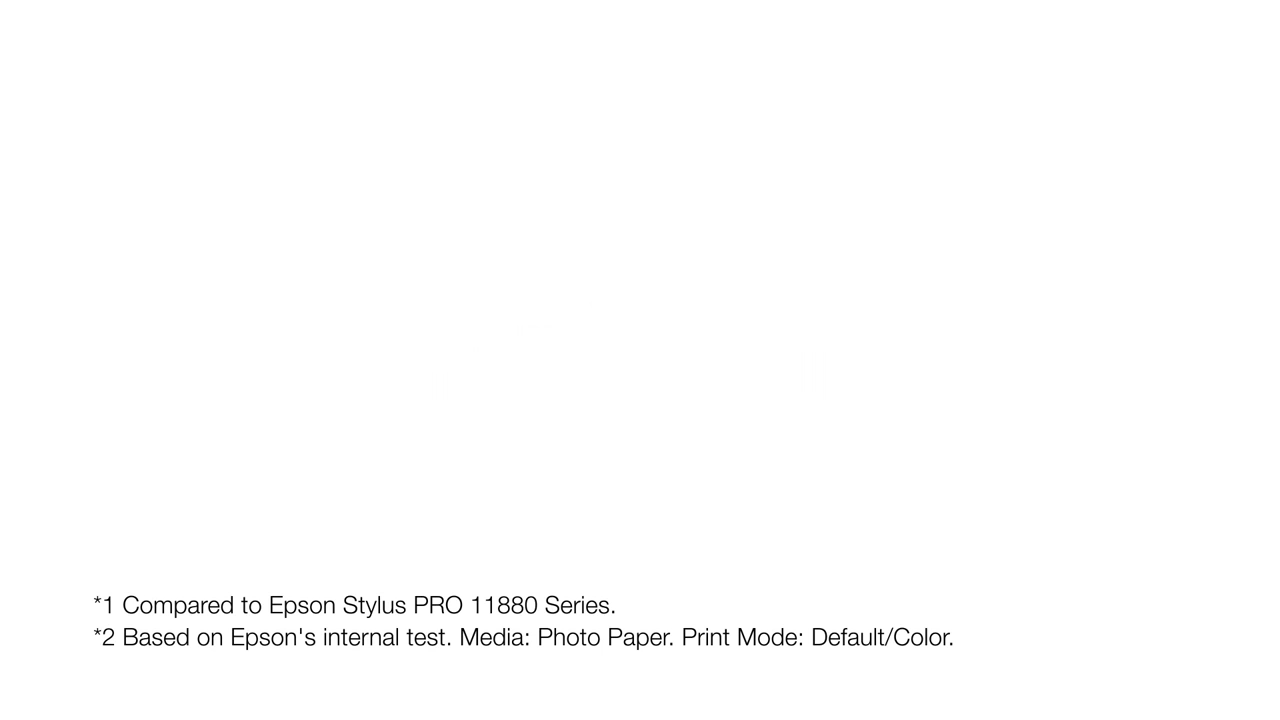 *1 Compared to Epson Stylus PRO 11880 Series.
*2 Based on Epson's internal test. Media: Photo Paper. Print Mode: Default/Color.